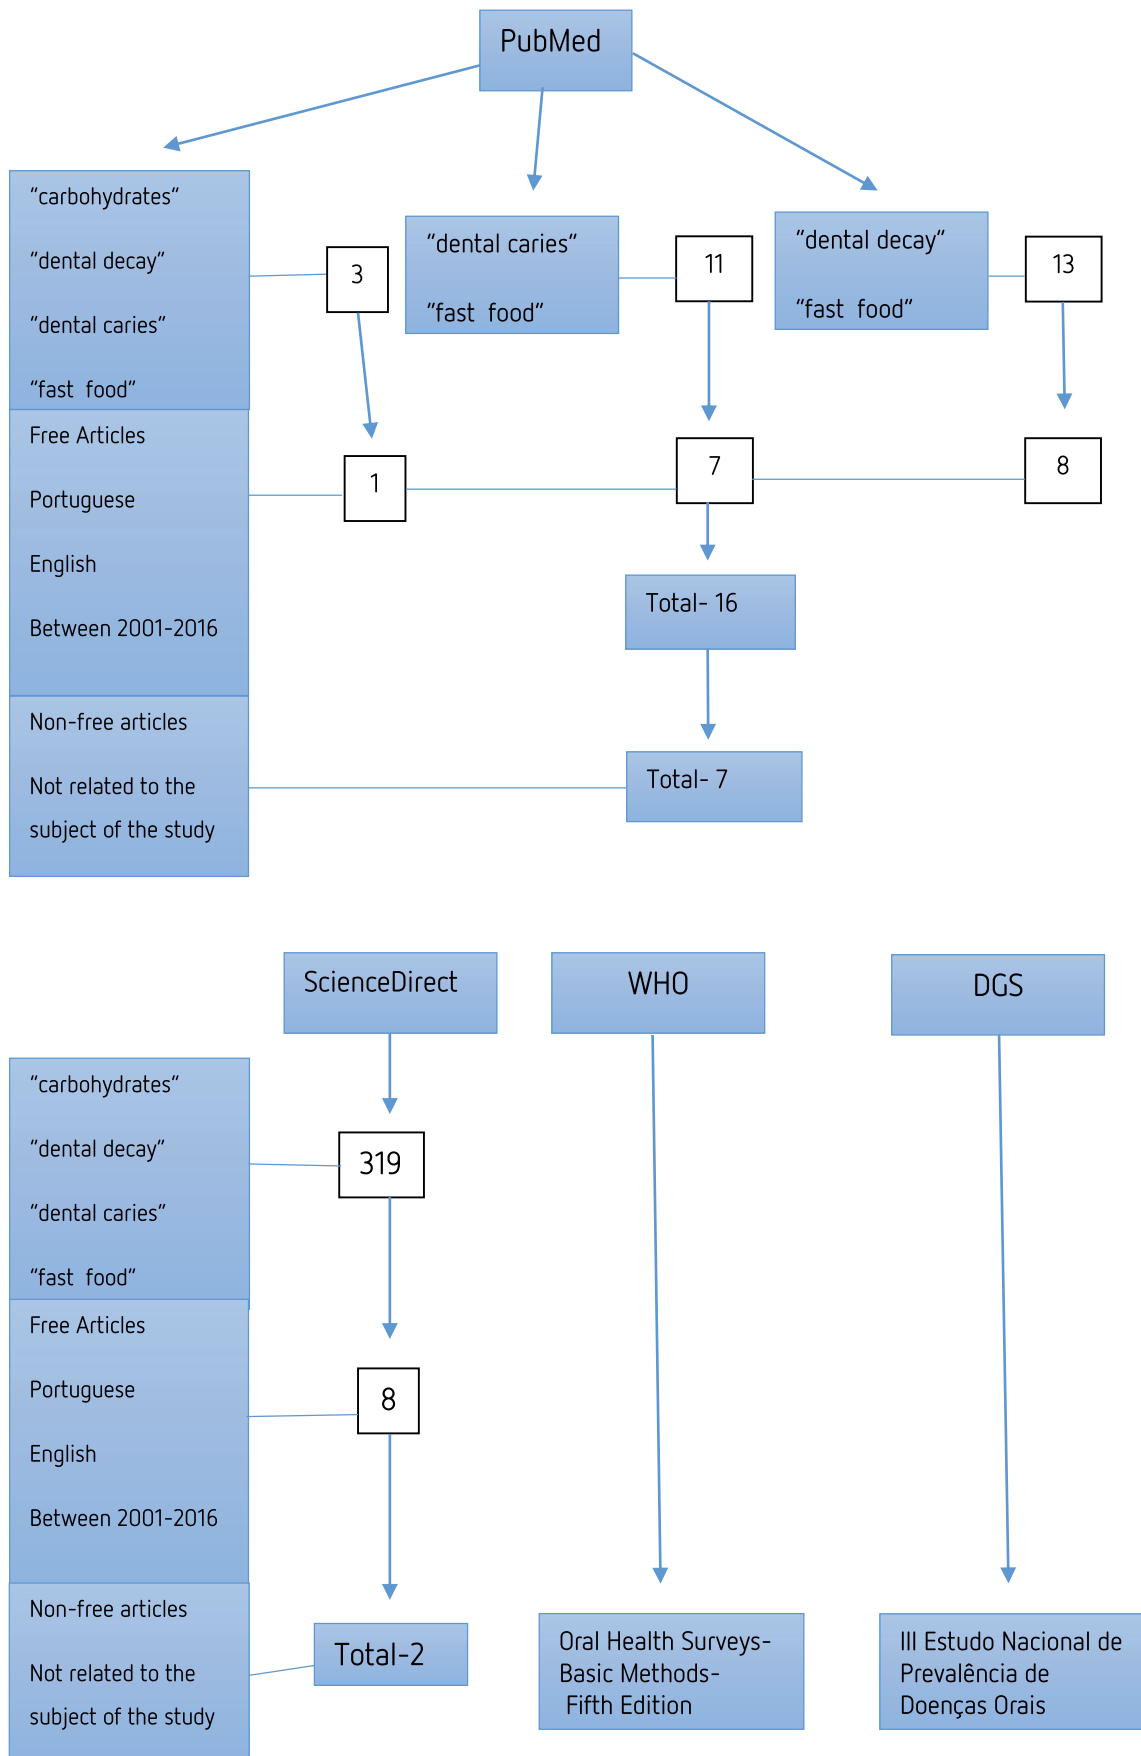 PubMed
“carbohydrates”
“dental decay”
“dental caries”
“fast food”
3
“dental caries”
“fast food”
11
“dental decay”
“fast food”
13
Free Articles
Portuguese
English
Between 2001-2016
1
7
8
Total- 16
Non-free articles
Not related to the
subject of the study
Total- 7
ScienceDirect
WHO
DGS
“carbohydrates”
“dental decay”
“dental caries”
“fast food”
319
Free Articles
Portuguese
English
Between 2001-2016
8
Non-free articles
Not related to the
subject of the study
Total-2
Oral Health Surveys-
Basic Methods-
Fifth Edition
III Estudo Nacional de
Prevalência de
Doenças Orais